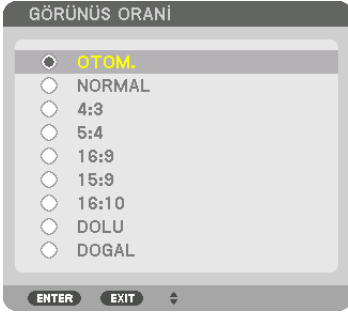 GÖRÜNÜS ORANİ
OTOM.
NORMAL
4:3
5:4
16:9
15:9
16:10
DOLU
DOGAL
ENTER EXIT